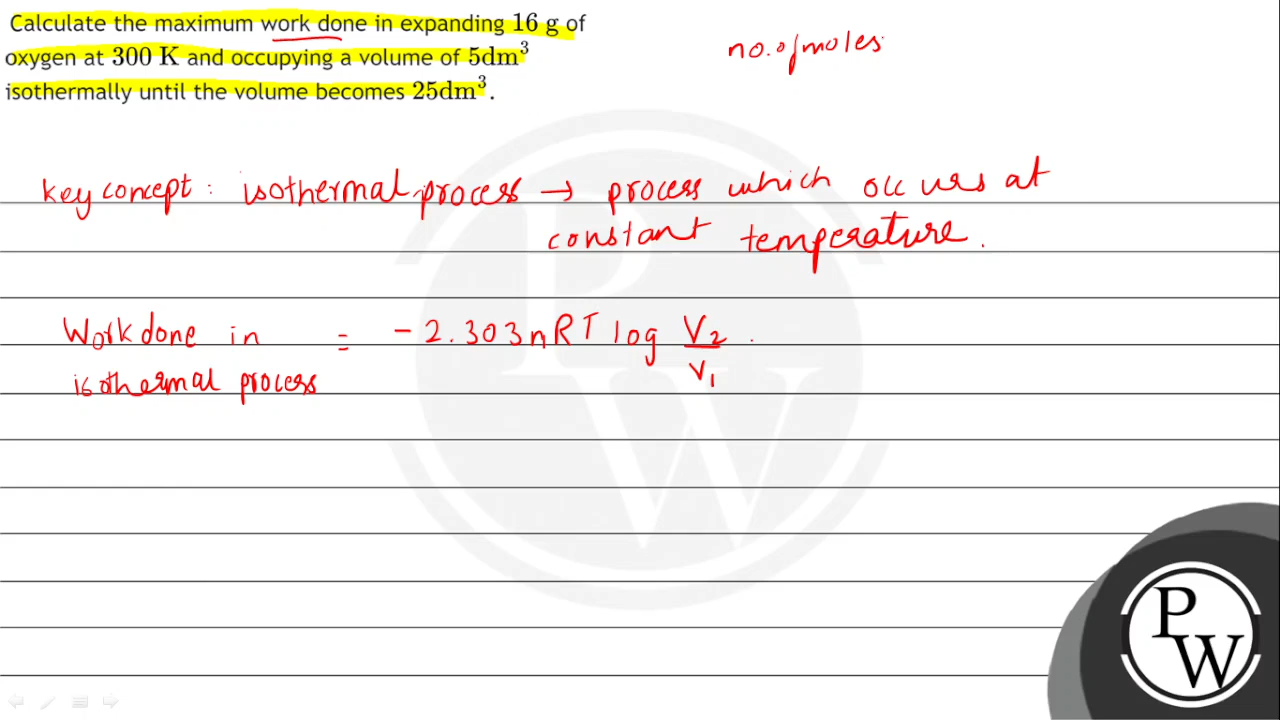 Calculate the maximum work done in expanding 16 g of
oxygen at 300 K and occupying a volume of 5dm³
isothermally until the volume becomes 25dm³.
no. of moles
Key concept : isothermal process → process which occurs at
constant temperature.
Work done in = - 2.303nRT log V₂/V₁
isothermal process
P
W